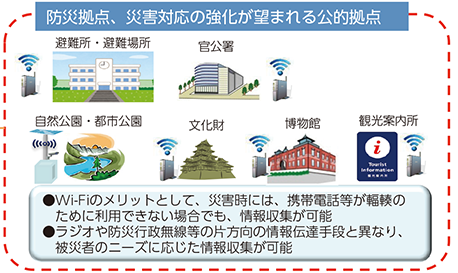 防災拠点、災害対応の強化が望まれる公的拠点
避難所・避難場所
官公署
自然公園・都市公園
文化財
博物館
観光案内所
i
Tourist
Information
●Wi-Fiのメリットとして、災害時には、携帯電話等が輻輳の
ために利用できない場合でも、情報収集が可能
●ラジオや防災行政無線等の片方向の情報伝達手段と異なり、
被災者のニーズに応じた情報収集が可能